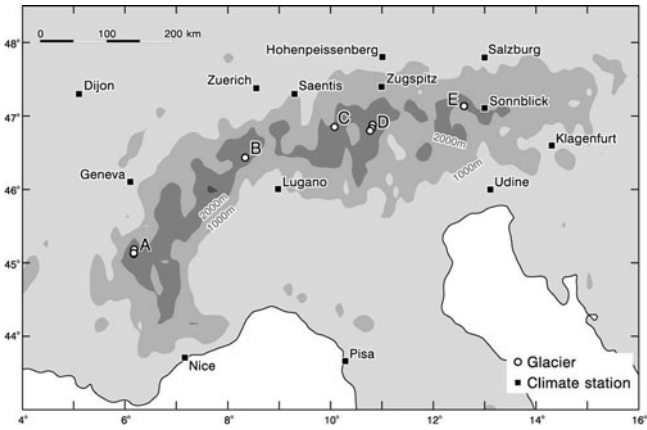 48°
0 100 200 km
Hohenpeissenberg
Salzburg
Dijon
Zuerich
Saentis
Zugspitz
47°
C
D
E
Sonnblick
2000m
B
Klagenfurt
1000m
46°
Geneva
Lugano
Udine
2000m
1000m
45°
A
44°
Nice
Pisa
Glacier
Climate station
4° 6° 8° 10° 12° 14° 16°